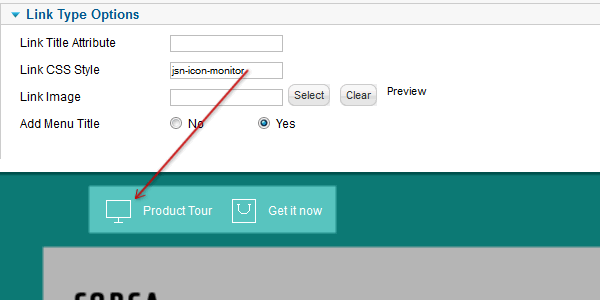 Link Type Options
Link Title Attribute
Link CSS Style jsn-icon-monitor
Link Image Select Clear Preview
Add Menu Title No Yes
Product Tour Get it now